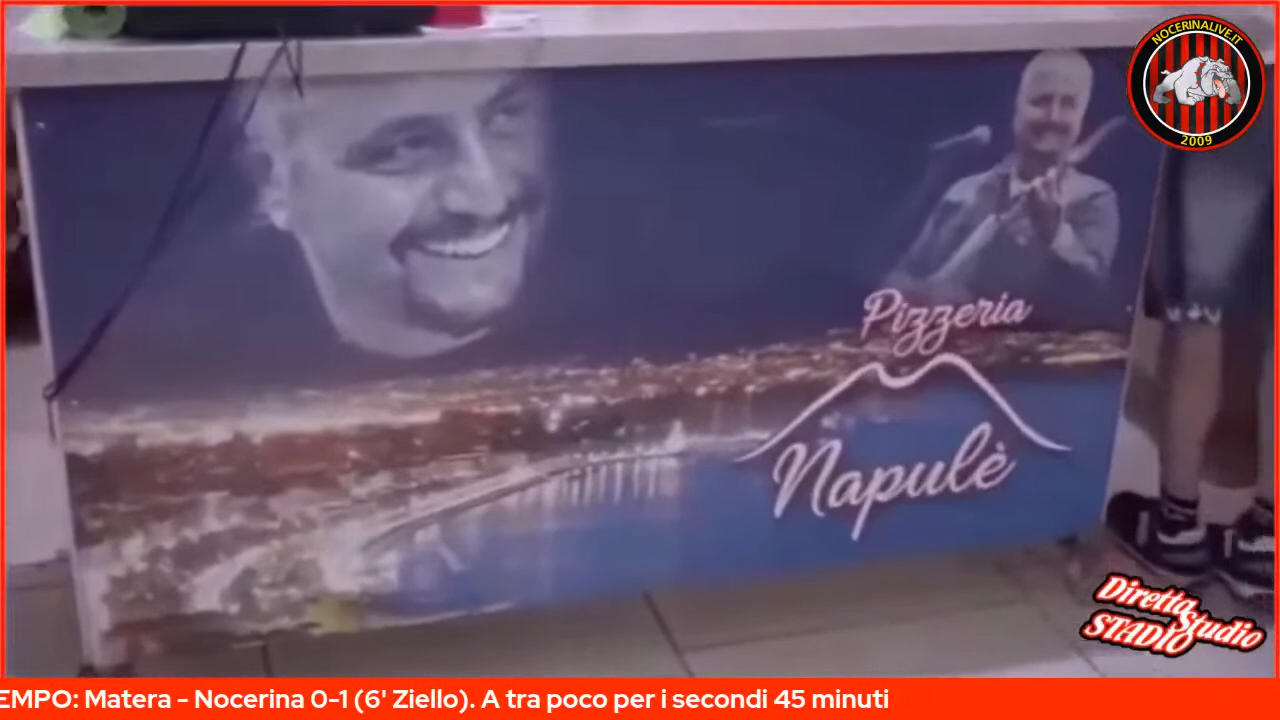 NOCERINALIVE.IT
2009
Pizzeria
Napulè
Diretta
Studio
STADIO
EMPO: Matera - Nocerina 0-1 (6' Ziello). A tra poco per i secondi 45 minuti